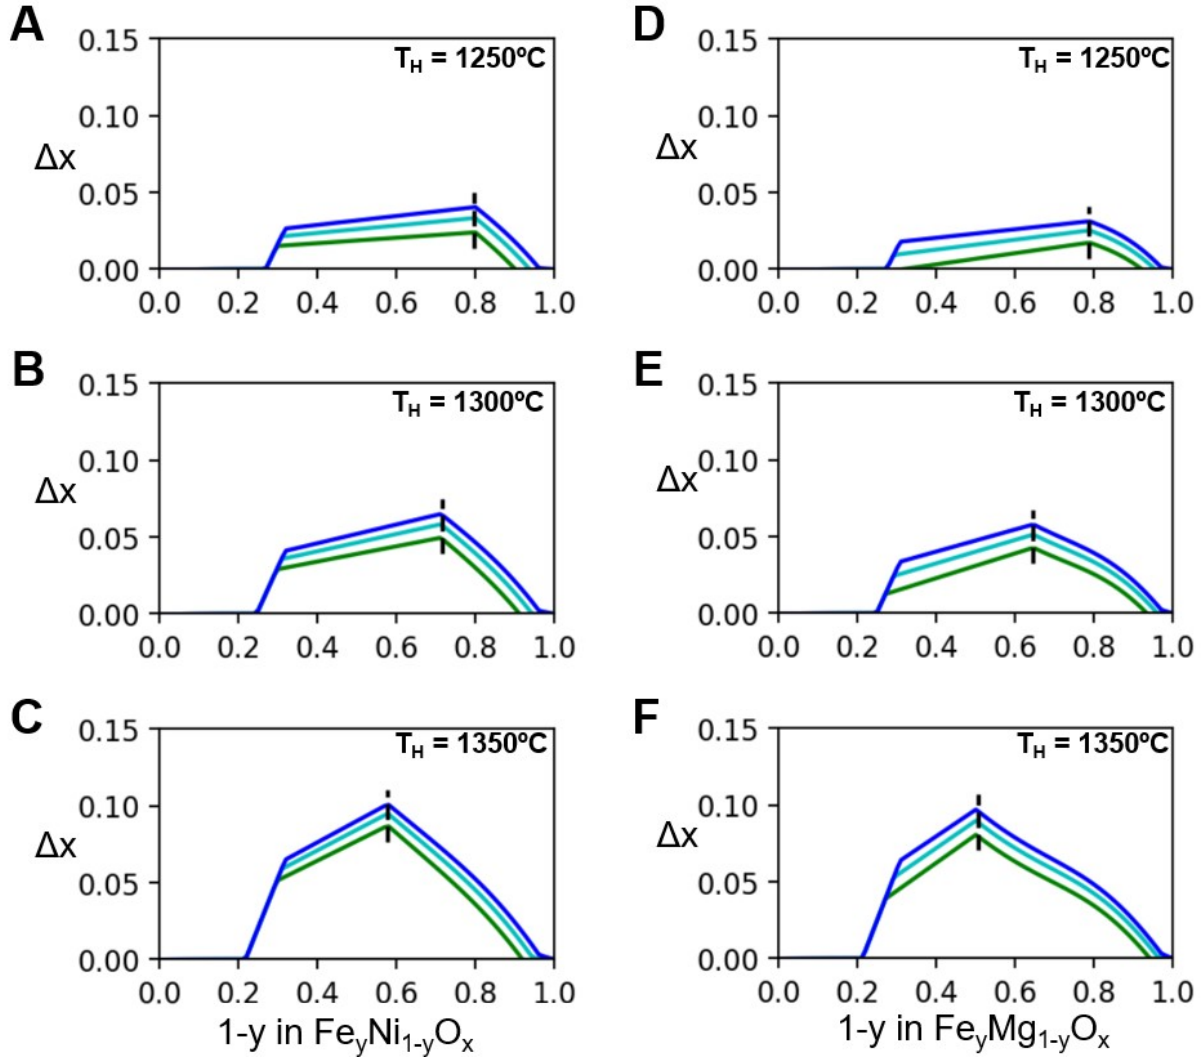 A
T_H = 1250ºC
0.15
0.10
Δx
0.05
0.00
0.0 0.2 0.4 0.6 0.8 1.0
B
T_H = 1300ºC
0.15
0.10
Δx
0.05
0.00
0.0 0.2 0.4 0.6 0.8 1.0
C
T_H = 1350ºC
0.15
0.10
Δx
0.05
0.00
0.0 0.2 0.4 0.6 0.8 1.0
1-y in Fe_yNi_{1-y}O_x
D
T_H = 1250ºC
0.15
0.10
Δx
0.05
0.00
0.0 0.2 0.4 0.6 0.8 1.0
E
T_H = 1300ºC
0.15
0.10
Δx
0.05
0.00
0.0 0.2 0.4 0.6 0.8 1.0
F
T_H = 1350ºC
0.15
0.10
Δx
0.05
0.00
0.0 0.2 0.4 0.6 0.8 1.0
1-y in Fe_yMg_{1-y}O_x